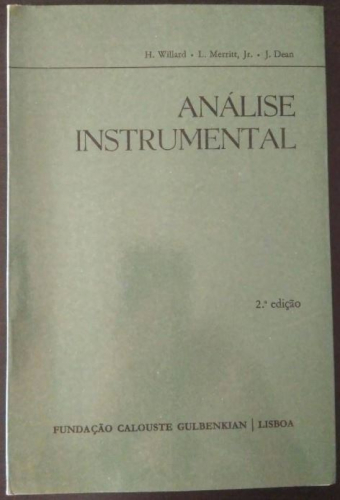 H. Willard · L. Merritt, Jr. · J. Dean
ANÁLISE
INSTRUMENTAL
2.ª edição
FUNDAÇÃO CALOUSTE GULBENKIAN | LISBOA